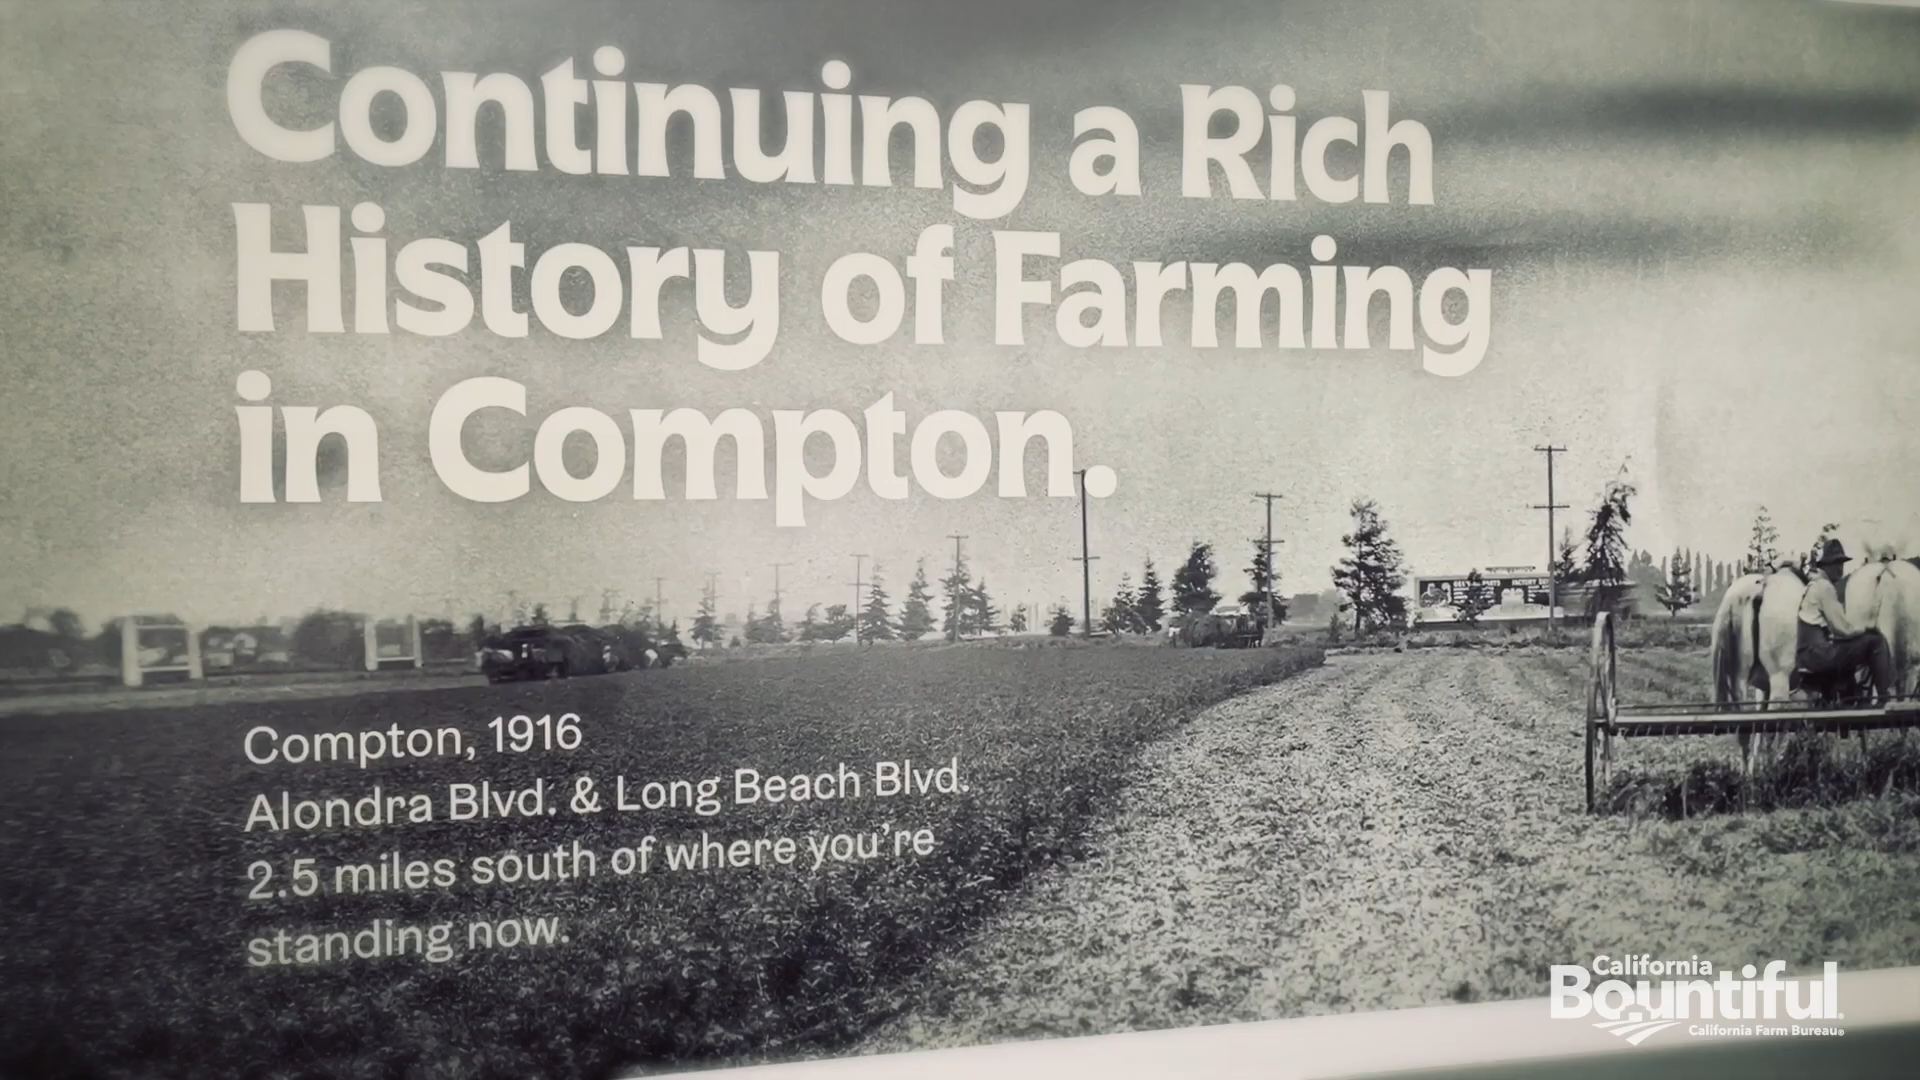 Continuing a Rich
History of Farming
in Compton.
Compton, 1916
Alondra Blvd. & Long Beach Blvd.
2.5 miles south of where you're
standing now.
California
Bountiful
California Farm Bureau